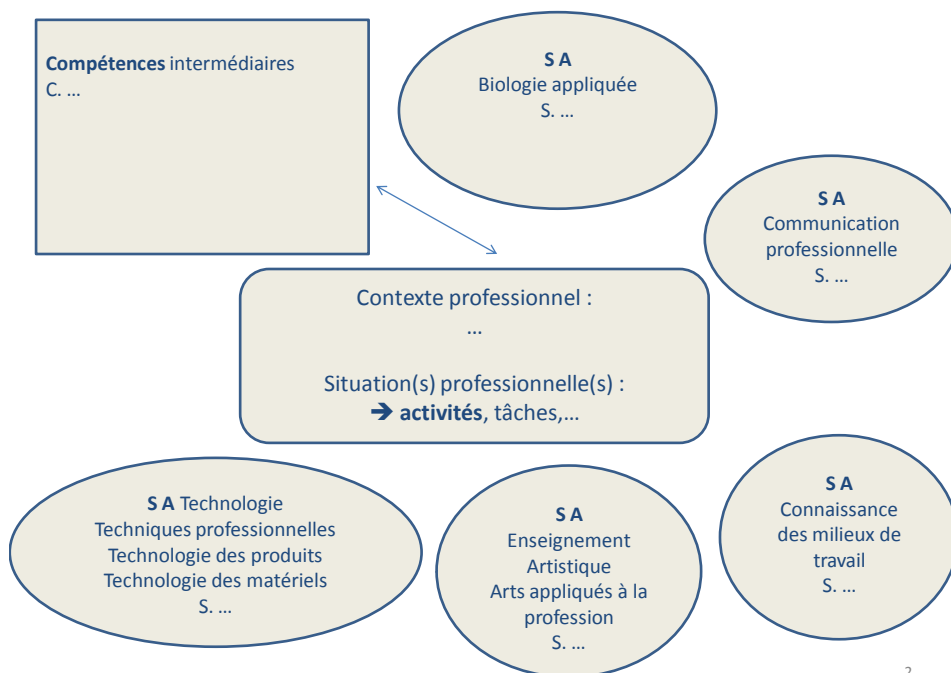 Compétences intermédiaires
C. …
S A
Biologie appliquée
S. …
S A
Communication
professionnelle
S. …
Contexte professionnel :
…
Situation(s) professionnelle(s) :
➔ activités, tâches,…
S A Technologie
Techniques professionnelles
Technologie des produits
Technologie des matériels
S. …
S A
Enseignement
Artistique
Arts appliqués à la
profession
S. …
S A
Connaissance
des milieux de
travail
S. …
2